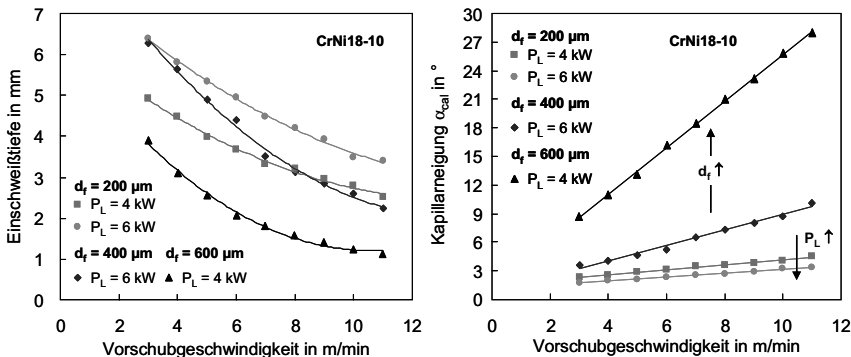 Einschweißtiefe in mm
7
6
5
4
3
2
1
0
CrNi18-10
d_f = 200 µm
P_L = 4 kW
P_L = 6 kW
d_f = 400 µm d_f = 600 µm
P_L = 6 kW P_L = 4 kW
0 2 4 6 8 10 12
Vorschubgeschwindigkeit in m/min
Kapillarneigung α_cal in °
30
27
24
21
18
15
12
9
6
3
0
CrNi18-10
d_f = 200 µm
P_L = 4 kW
P_L = 6 kW
d_f = 400 µm
P_L = 6 kW
d_f = 600 µm
P_L = 4 kW
d_f ↑
P_L ↑
0 2 4 6 8 10 12
Vorschubgeschwindigkeit in m/min